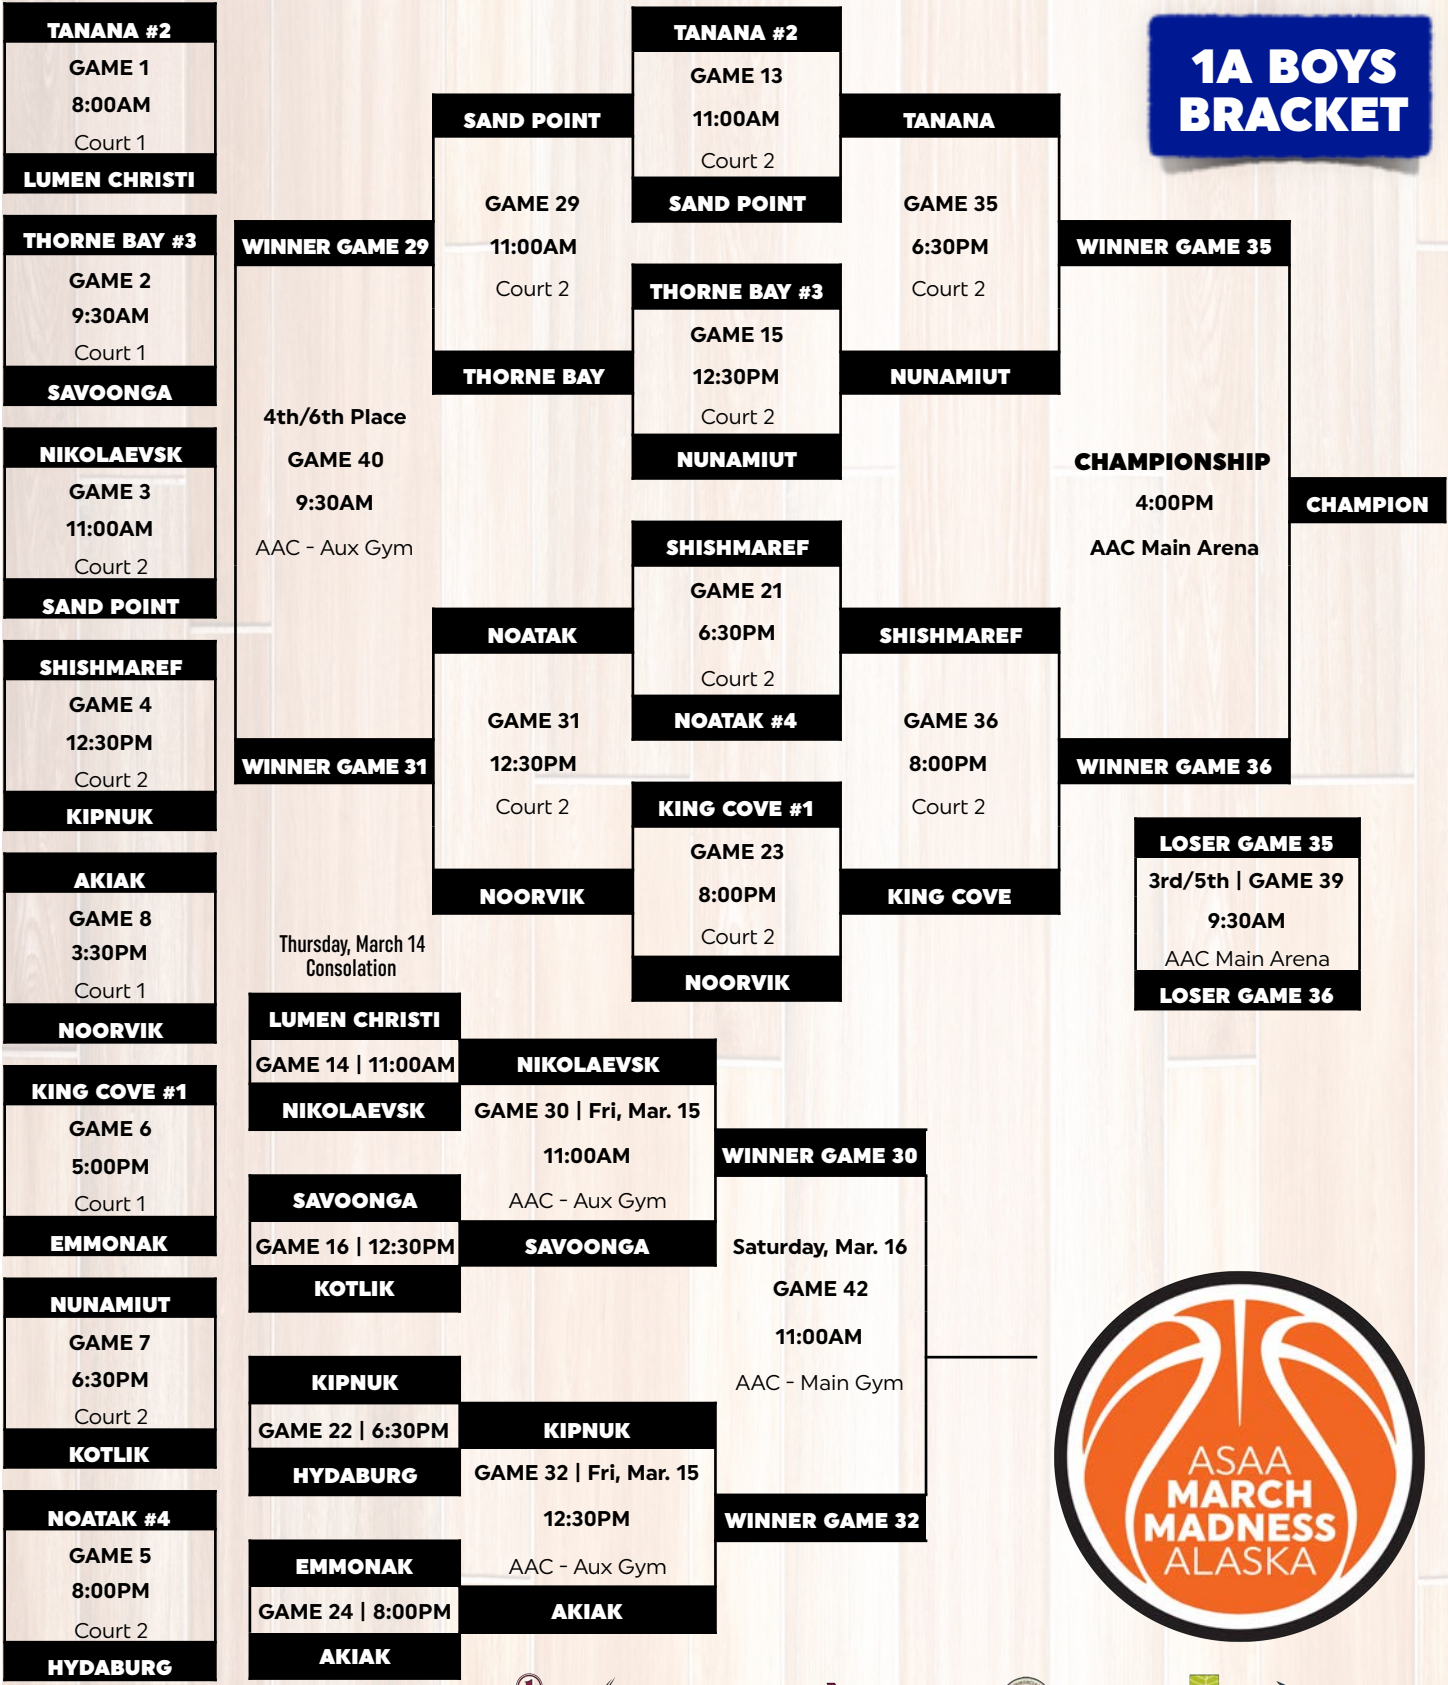 1A BOYS
BRACKET
TANANA #2
GAME 1
8:00AM
Court 1
LUMEN CHRISTI
THORNE BAY #3
GAME 2
9:30AM
Court 1
SAVOONGA
NIKOLAEVSK
GAME 3
11:00AM
Court 2
SAND POINT
SHISHMAREF
GAME 4
12:30PM
Court 2
KIPNUK
AKIAK
GAME 8
3:30PM
Court 1
NOORVIK
KING COVE #1
GAME 6
5:00PM
Court 1
EMMONAK
NUNAMIUT
GAME 7
6:30PM
Court 2
KOTLIK
NOATAK #4
GAME 5
8:00PM
Court 2
HYDABURG
WINNER GAME 29
4th/6th Place
GAME 40
9:30AM
AAC - Aux Gym
WINNER GAME 31
SAND POINT
GAME 29
11:00AM
Court 2
THORNE BAY
NOATAK
GAME 31
12:30PM
Court 2
NOORVIK
TANANA #2
GAME 13
11:00AM
Court 2
SAND POINT
THORNE BAY #3
GAME 15
12:30PM
Court 2
NUNAMIUT
SHISHMAREF
GAME 21
6:30PM
Court 2
NOATAK #4
KING COVE #1
GAME 23
8:00PM
Court 2
NOORVIK
TANANA
GAME 35
6:30PM
Court 2
NUNAMIUT
SHISHMAREF
GAME 36
8:00PM
Court 2
KING COVE
WINNER GAME 35
CHAMPIONSHIP
4:00PM
AAC Main Arena
WINNER GAME 36
CHAMPION
LOSER GAME 35
3rd/5th | GAME 39
9:30AM
AAC Main Arena
LOSER GAME 36
Thursday, March 14
Consolation
LUMEN CHRISTI
GAME 14 | 11:00AM
NIKOLAEVSK
SAVOONGA
GAME 16 | 12:30PM
KOTLIK
KIPNUK
GAME 22 | 6:30PM
HYDABURG
EMMONAK
GAME 24 | 8:00PM
AKIAK
NIKOLAEVSK
GAME 30 | Fri, Mar. 15
11:00AM
AAC - Aux Gym
SAVOONGA
KIPNUK
GAME 32 | Fri, Mar. 15
12:30PM
AAC - Aux Gym
AKIAK
WINNER GAME 30
Saturday, Mar. 16
GAME 42
11:00AM
AAC - Main Gym
WINNER GAME 32
ASAA
MARCH
MADNESS
ALASKA